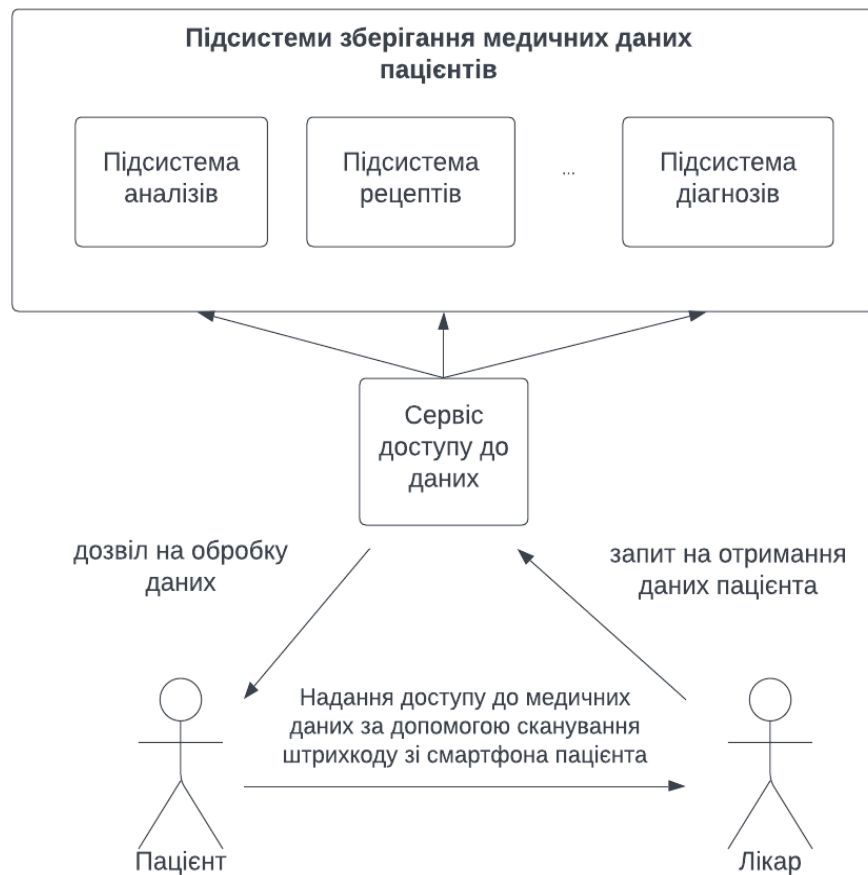 Підсистеми зберігання медичних даних
пацієнтів
Підсистема
аналізів
Підсистема
рецептів
...
Підсистема
діагнозів
Сервіс
доступу до
даних
дозвіл на обробку
даних
запит на отримання
даних пацієнта
Надання доступу до медичних
даних за допомогою сканування
штрихкоду зі смартфона пацієнта
Пацієнт
Лікар